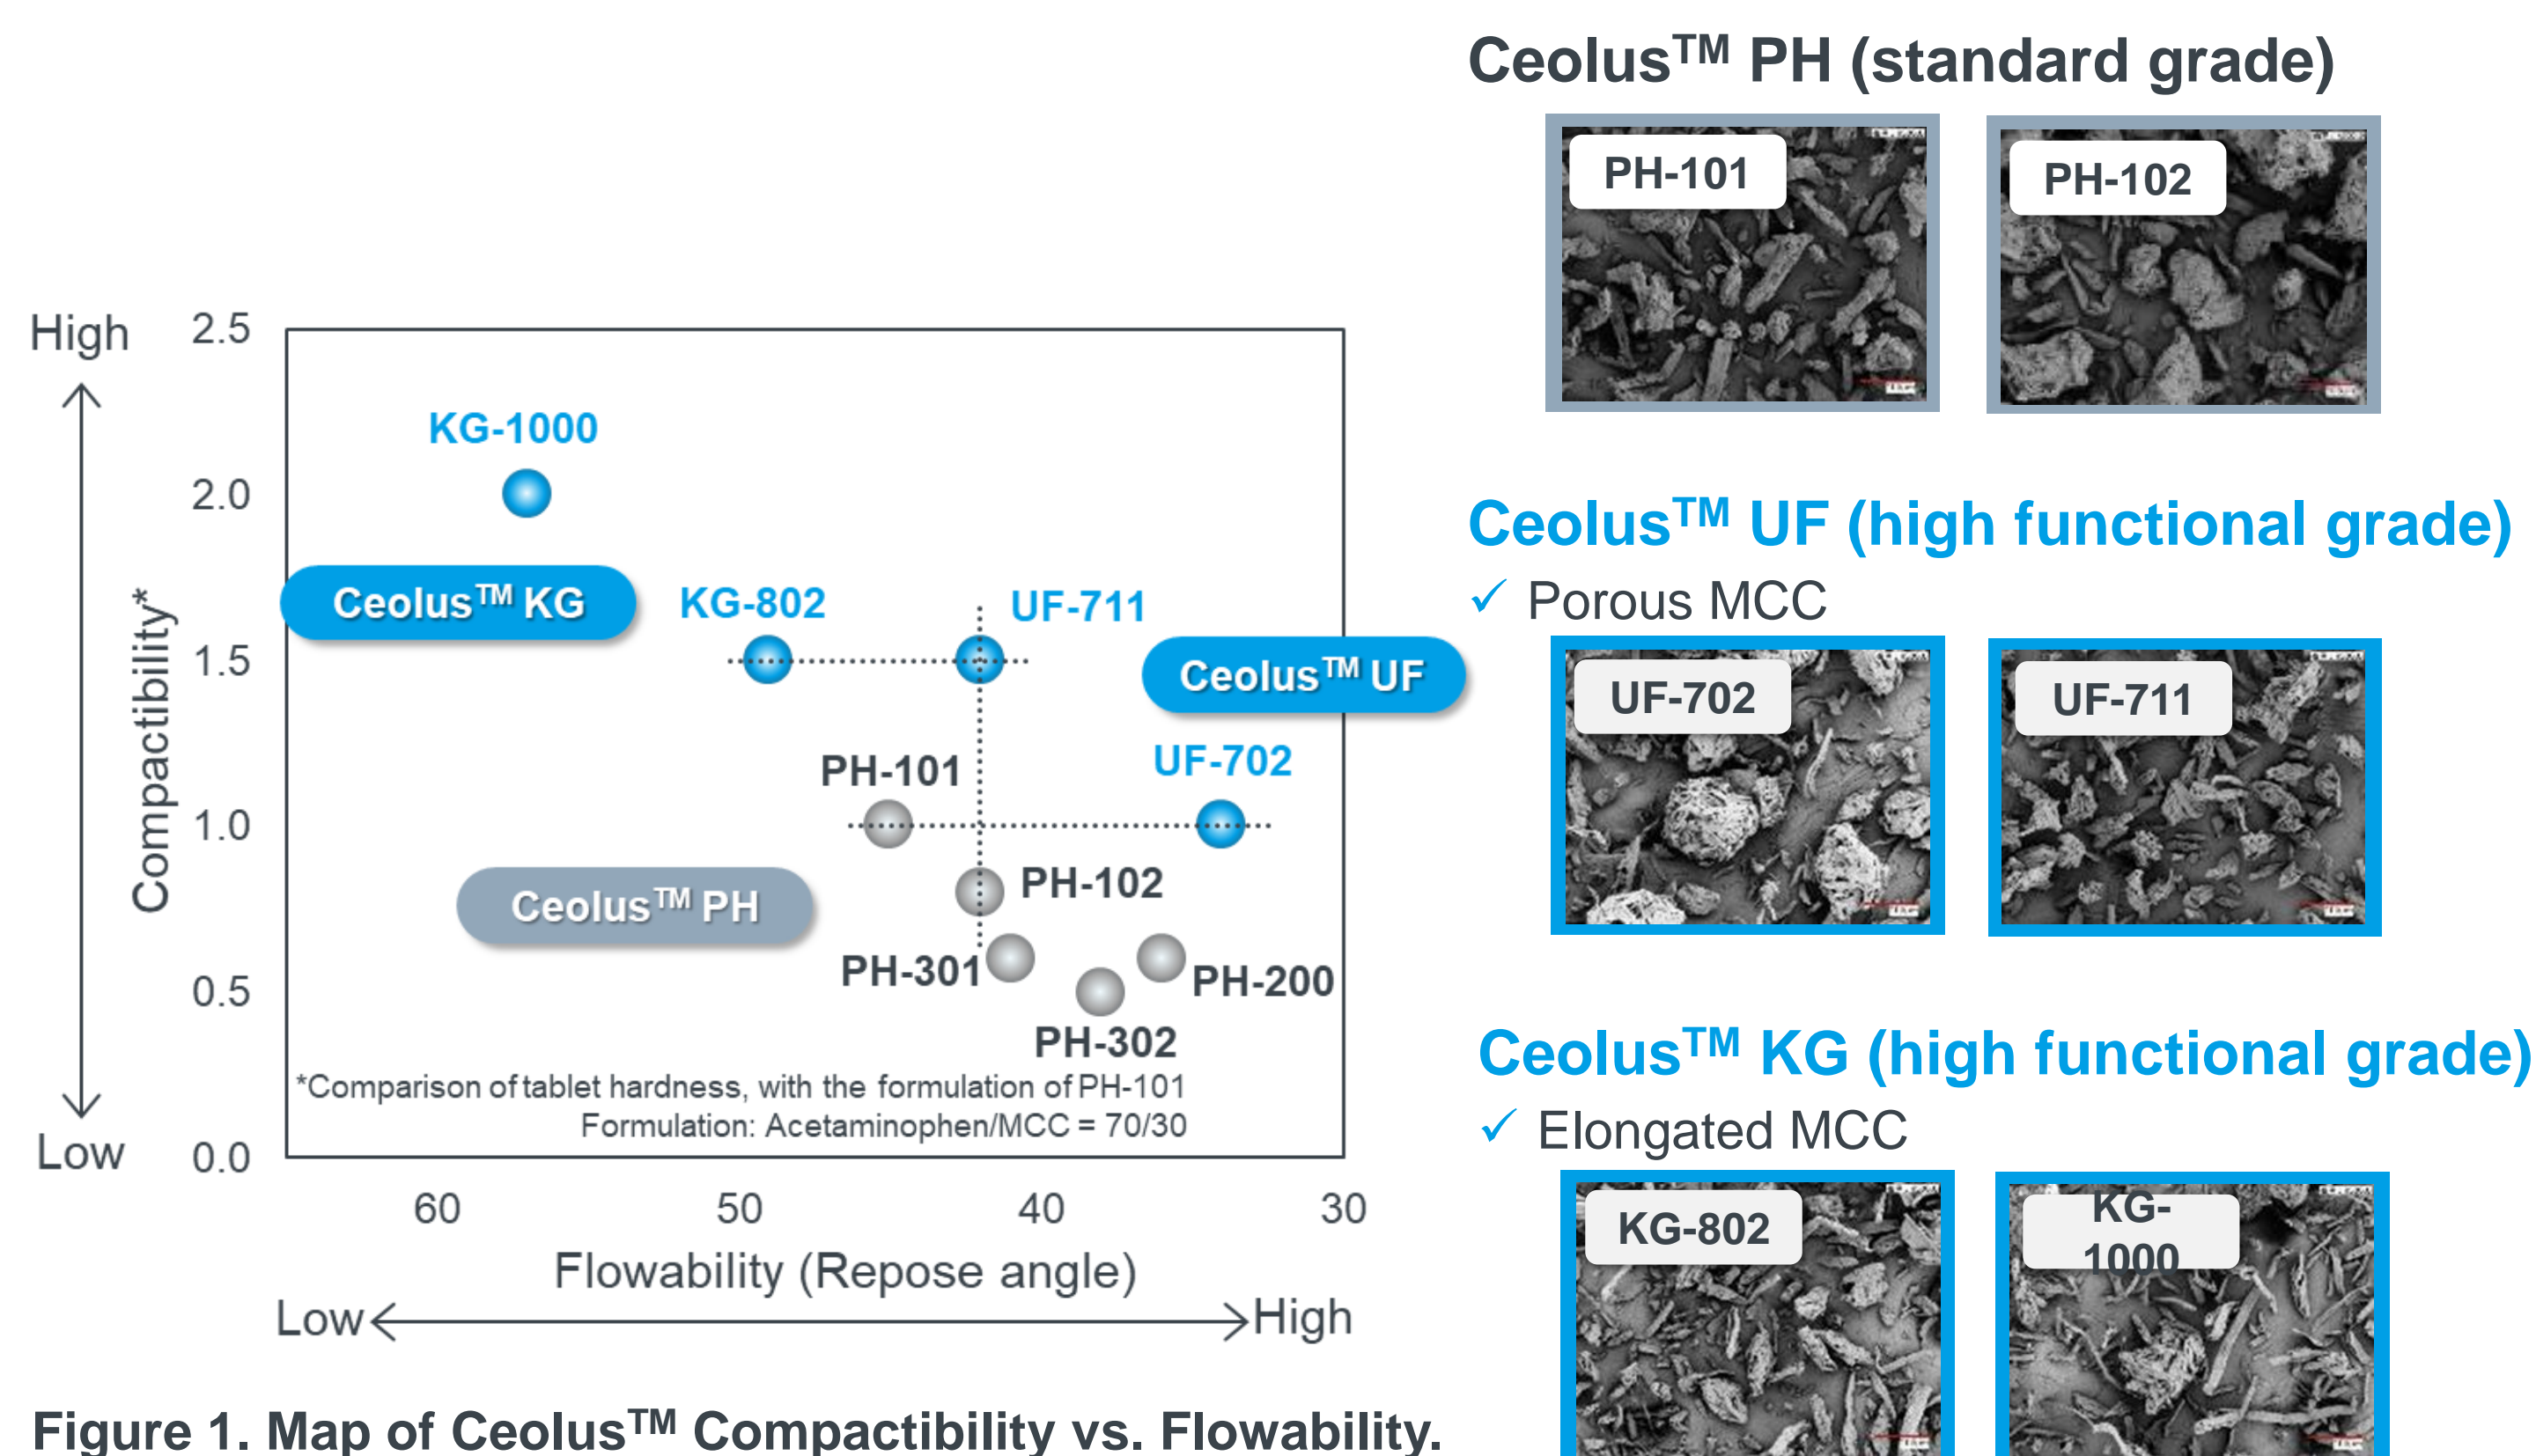 High
2.5
KG-1000
2.0
Ceolus™ KG
KG-802
UF-711
1.5
Ceolus™ UF
Compactibility*
PH-101
UF-702
1.0
PH-102
Ceolus™ PH
PH-301
PH-200
0.5
PH-302
*Comparison of tablet hardness, with the formulation of PH-101
Formulation: Acetaminophen/MCC = 70/30
Low
0.0
60 50 40 30
Flowability (Repose angle)
Low High
Figure 1. Map of Ceolus™ Compactibility vs. Flowability.
Ceolus™ PH (standard grade)
PH-101
PH-102
Ceolus™ UF (high functional grade)
✓ Porous MCC
UF-702
UF-711
Ceolus™ KG (high functional grade)
✓ Elongated MCC
KG-802
KG-
1000